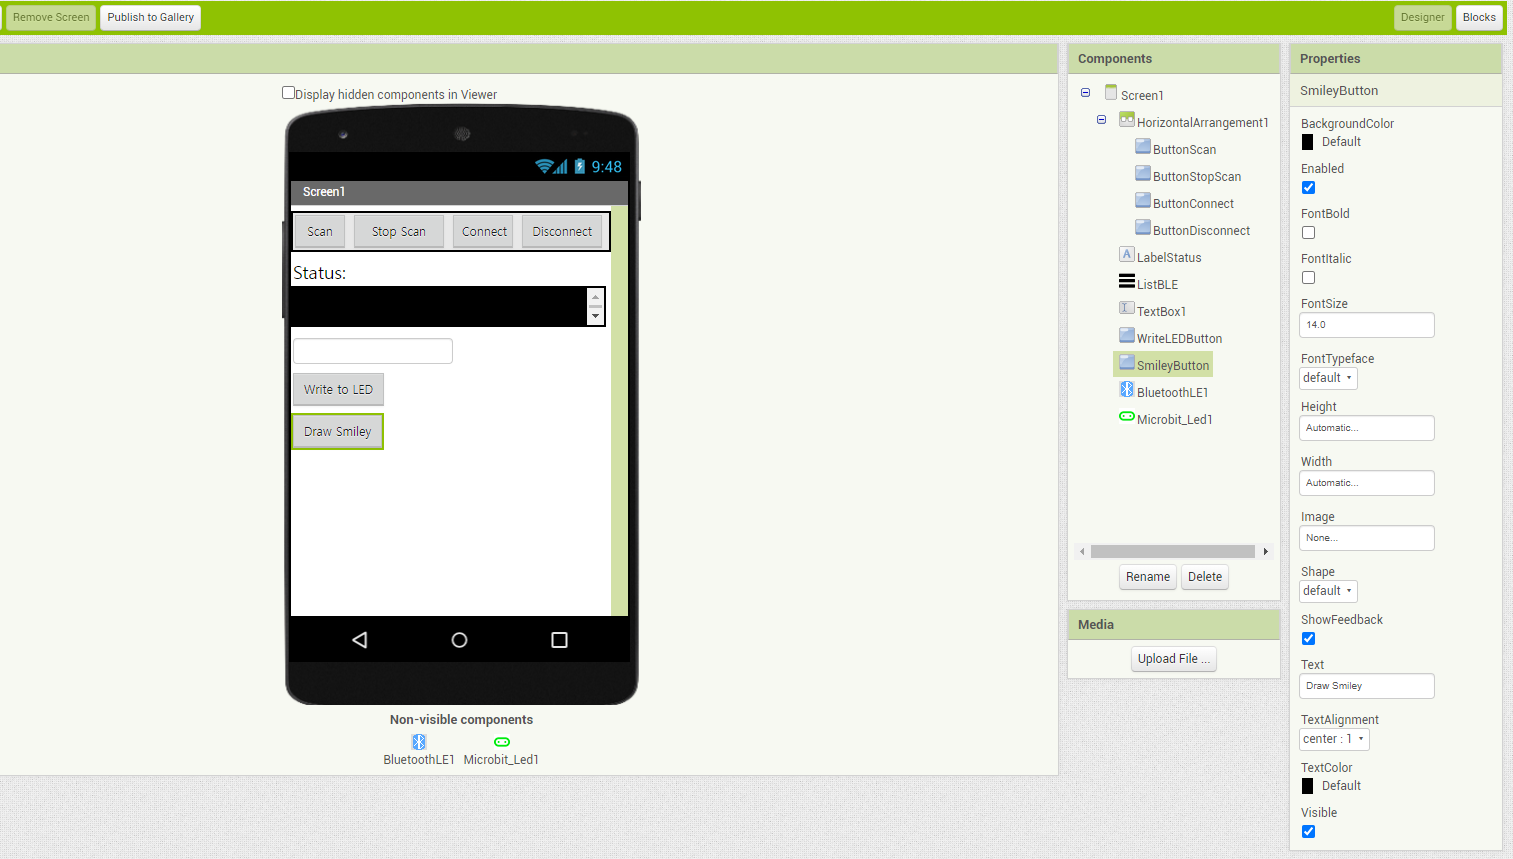 Remove Screen
Publish to Gallery
Designer
Blocks
Display hidden components in Viewer
9:48
Screen1
Scan
Stop Scan
Connect
Disconnect
Status:
Write to LED
Draw Smiley
Non-visible components
BluetoothLE1
Microbit_Led1
Components
Screen1
HorizontalArrangement1
ButtonScan
ButtonStopScan
ButtonConnect
ButtonDisconnect
A LabelStatus
ListBLE
TextBox1
WriteLEDButton
SmileyButton
BluetoothLE1
Microbit_Led1
Rename
Delete
Media
Upload File ...
Properties
SmileyButton
BackgroundColor
Default
Enabled
FontBold
FontItalic
FontSize
14.0
FontTypeface
default
Height
Automatic...
Width
Automatic...
Image
None...
Shape
default
ShowFeedback
Text
Draw Smiley
TextAlignment
center : 1
TextColor
Default
Visible